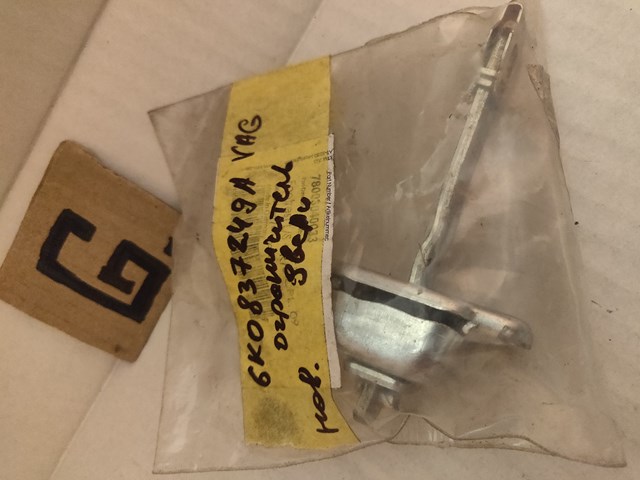 6K0837249A VAG
ограничитель
двери
нов.
G